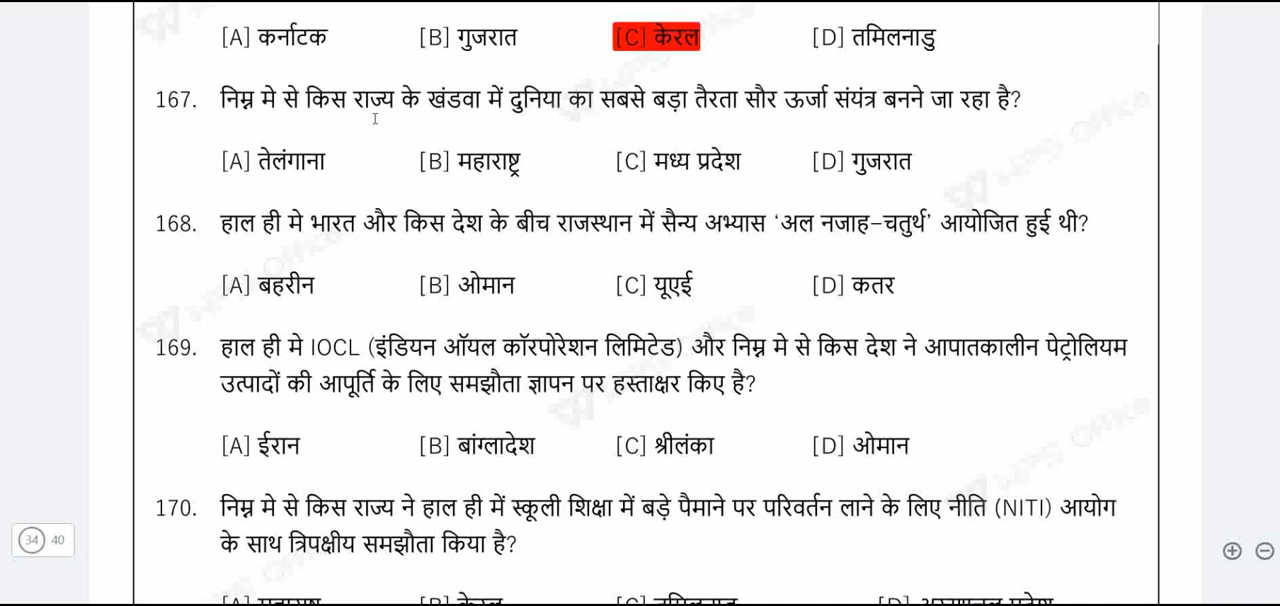 [A] कर्नाटक [B] गुजरात [C] केरल [D] तमिलनाडु
167. निम्न मे से किस राज्य के खंडवा में दुनिया का सबसे बड़ा तैरता सौर ऊर्जा संयंत्र बनने जा रहा है?
[A] तेलंगाना [B] महाराष्ट्र [C] मध्य प्रदेश [D] गुजरात
168. हाल ही मे भारत और किस देश के बीच राजस्थान में सैन्य अभ्यास 'अल नजाह-चतुर्थ' आयोजित हुई थी?
[A] बहरीन [B] ओमान [C] यूएई [D] कतर
169. हाल ही मे IOCL (इंडियन ऑयल कॉरपोरेशन लिमिटेड) और निम्न मे से किस देश ने आपातकालीन पेट्रोलियम
उत्पादों की आपूर्ति के लिए समझौता ज्ञापन पर हस्ताक्षर किए है?
[A] ईरान [B] बांग्लादेश [C] श्रीलंका [D] ओमान
170. निम्न मे से किस राज्य ने हाल ही में स्कूली शिक्षा में बड़े पैमाने पर परिवर्तन लाने के लिए नीति (NITI) आयोग
34 40
के साथ त्रिपक्षीय समझौता किया है?